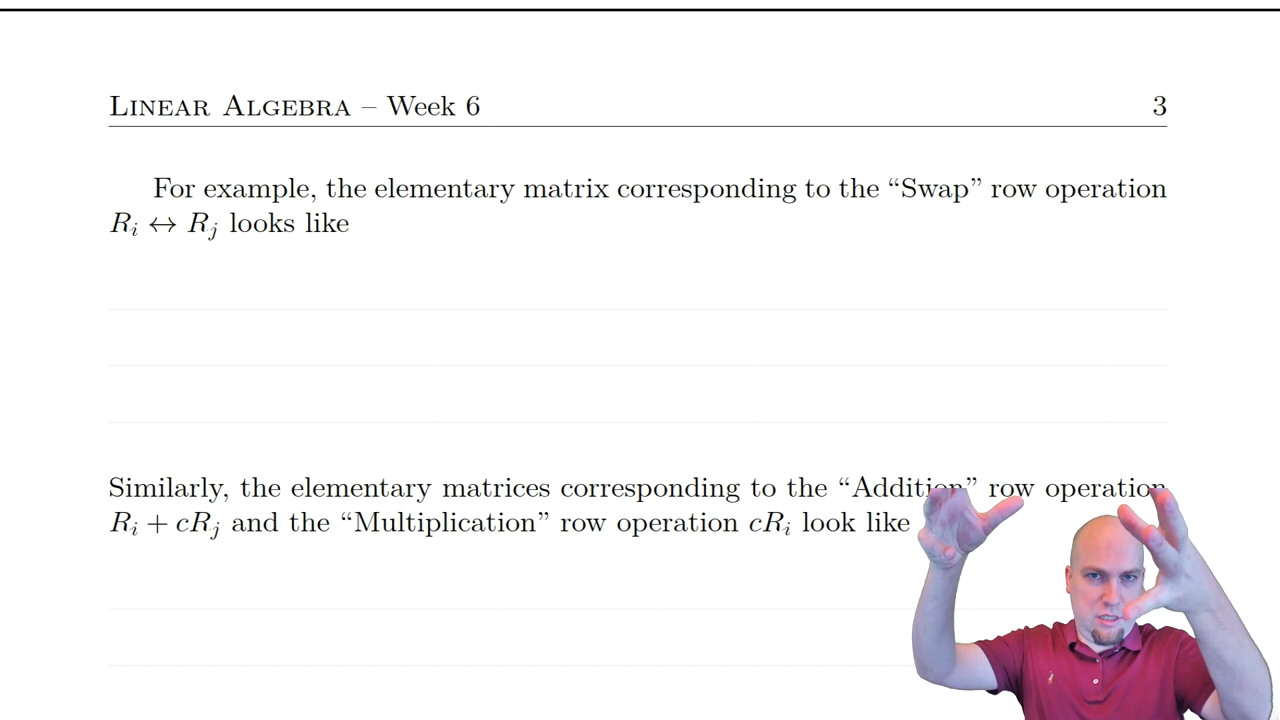 LINEAR ALGEBRA – Week 6 3
For example, the elementary matrix corresponding to the “Swap” row operation
Rᵢ ↔ Rⱼ looks like
Similarly, the elementary matrices corresponding to the “Addition” row operation
Rᵢ + cRⱼ and the “Multiplication” row operation cRᵢ look like